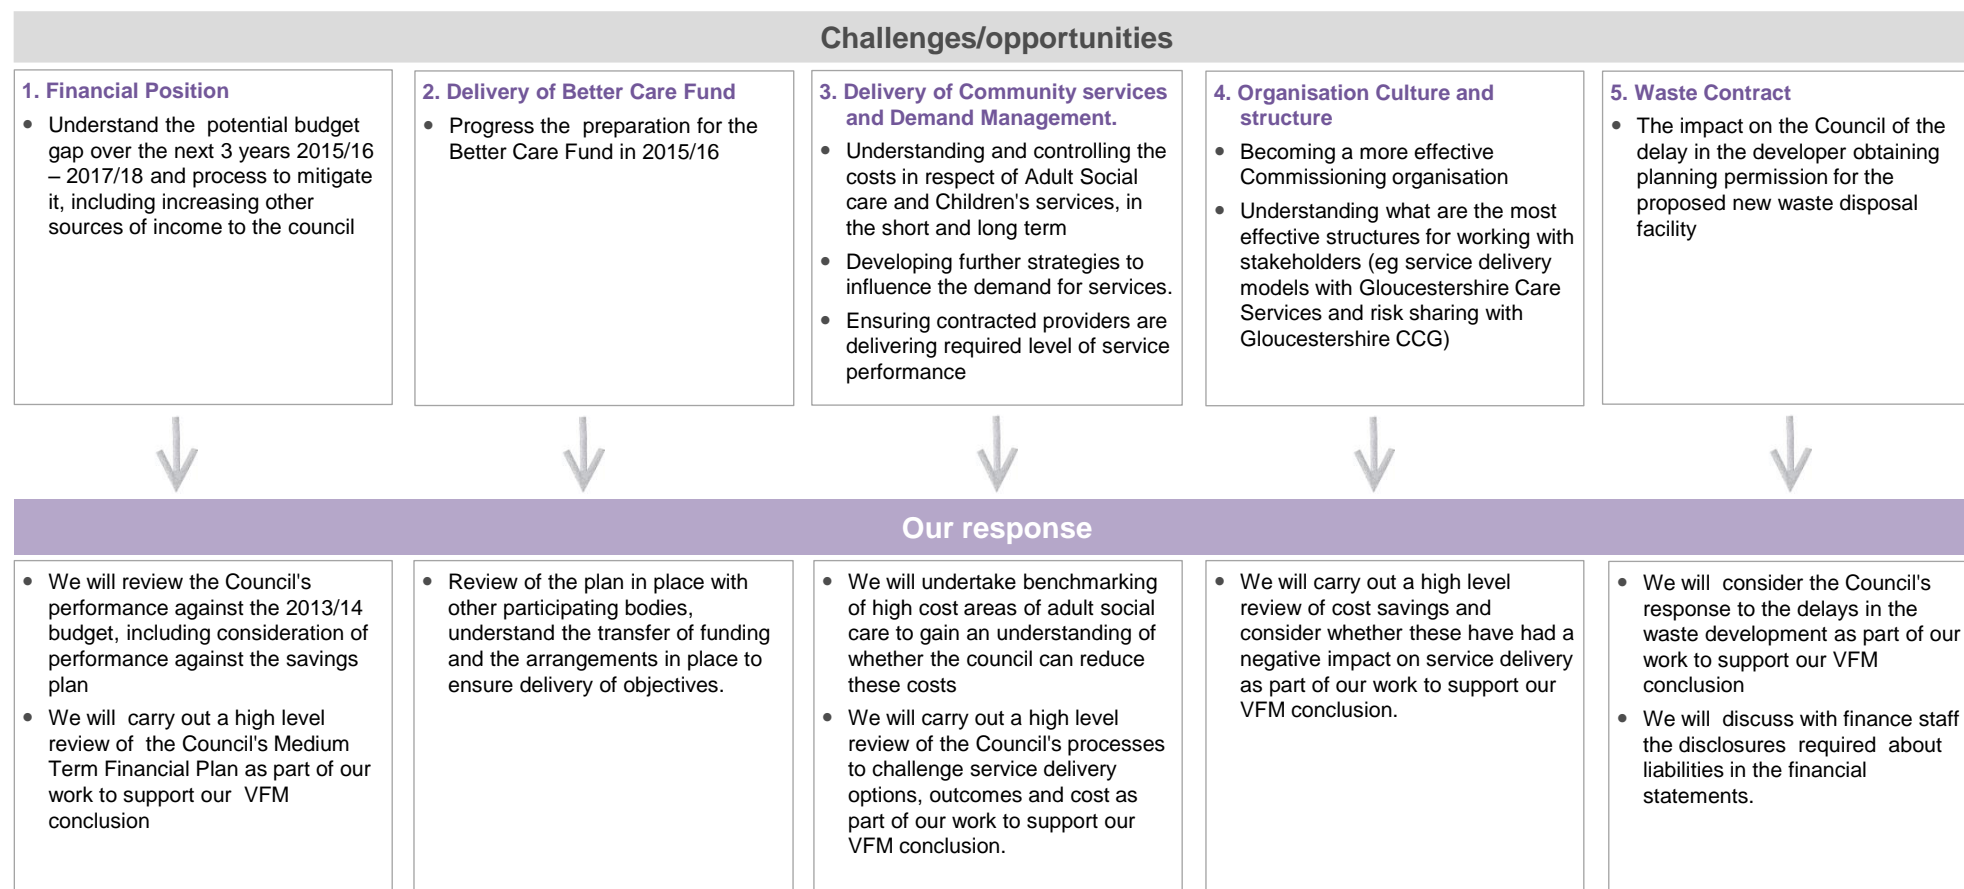 Challenges/opportunities
1. Financial Position
• Understand the potential budget
gap over the next 3 years 2015/16
– 2017/18 and process to mitigate
it, including increasing other
sources of income to the council
2. Delivery of Better Care Fund
• Progress the preparation for the
Better Care Fund in 2015/16
3. Delivery of Community services
and Demand Management.
• Understanding and controlling the
costs in respect of Adult Social
care and Children's services, in
the short and long term
• Developing further strategies to
influence the demand for services.
• Ensuring contracted providers are
delivering required level of service
performance
4. Organisation Culture and
structure
• Becoming a more effective
Commissioning organisation
• Understanding what are the most
effective structures for working with
stakeholders (eg service delivery
models with Gloucestershire Care
Services and risk sharing with
Gloucestershire CCG)
5. Waste Contract
• The impact on the Council of the
delay in the developer obtaining
planning permission for the
proposed new waste disposal
facility
Our response
• We will review the Council's
performance against the 2013/14
budget, including consideration of
performance against the savings
plan
• We will carry out a high level
review of the Council's Medium
Term Financial Plan as part of our
work to support our VFM
conclusion
• Review of the plan in place with
other participating bodies,
understand the transfer of funding
and the arrangements in place to
ensure delivery of objectives.
• We will undertake benchmarking
of high cost areas of adult social
care to gain an understanding of
whether the council can reduce
these costs
• We will carry out a high level
review of the Council's processes
to challenge service delivery
options, outcomes and cost as
part of our work to support our
VFM conclusion.
• We will carry out a high level
review of cost savings and
consider whether these have had a
negative impact on service delivery
as part of our work to support our
VFM conclusion.
• We will consider the Council's
response to the delays in the
waste development as part of our
work to support our VFM
conclusion
• We will discuss with finance staff
the disclosures required about
liabilities in the financial
statements.